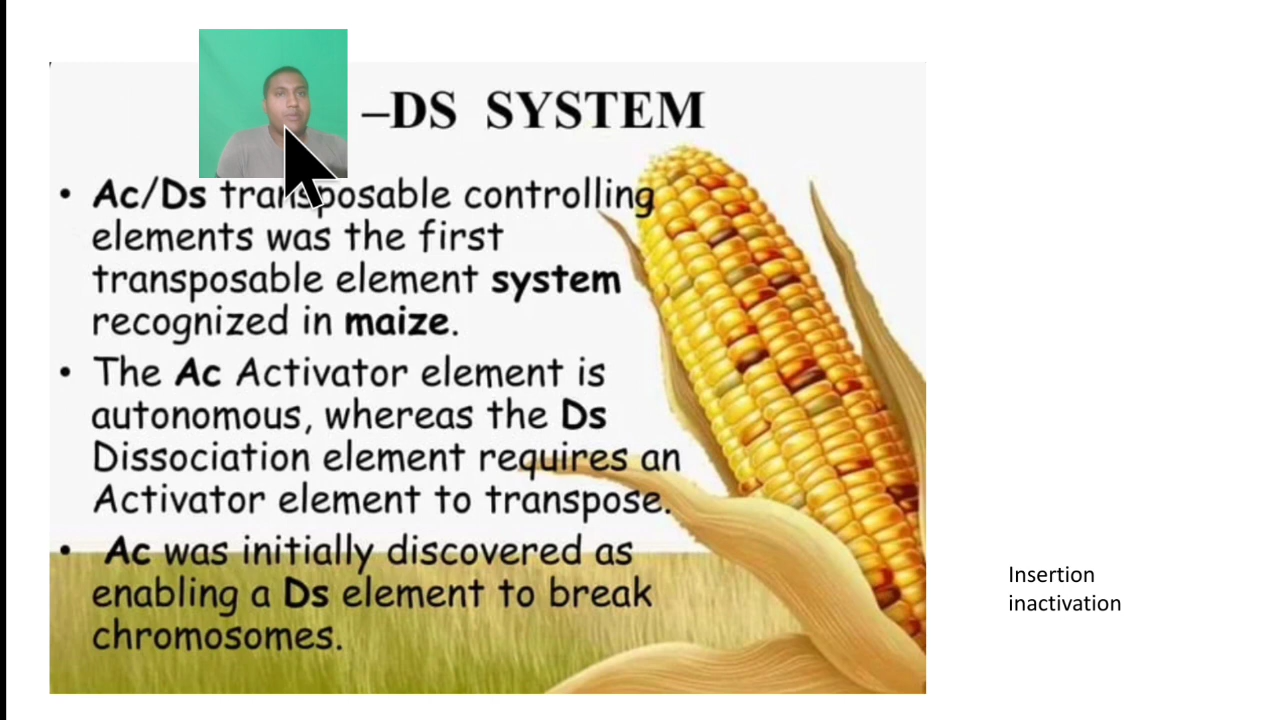 –DS SYSTEM
• Ac/Ds transposable controlling
elements was the first
transposable element system
recognized in maize.
• The Ac Activator element is
autonomous, whereas the Ds
Dissociation element requires an
Activator element to transpose.
• Ac was initially discovered as
enabling a Ds element to break
chromosomes.
Insertion
inactivation